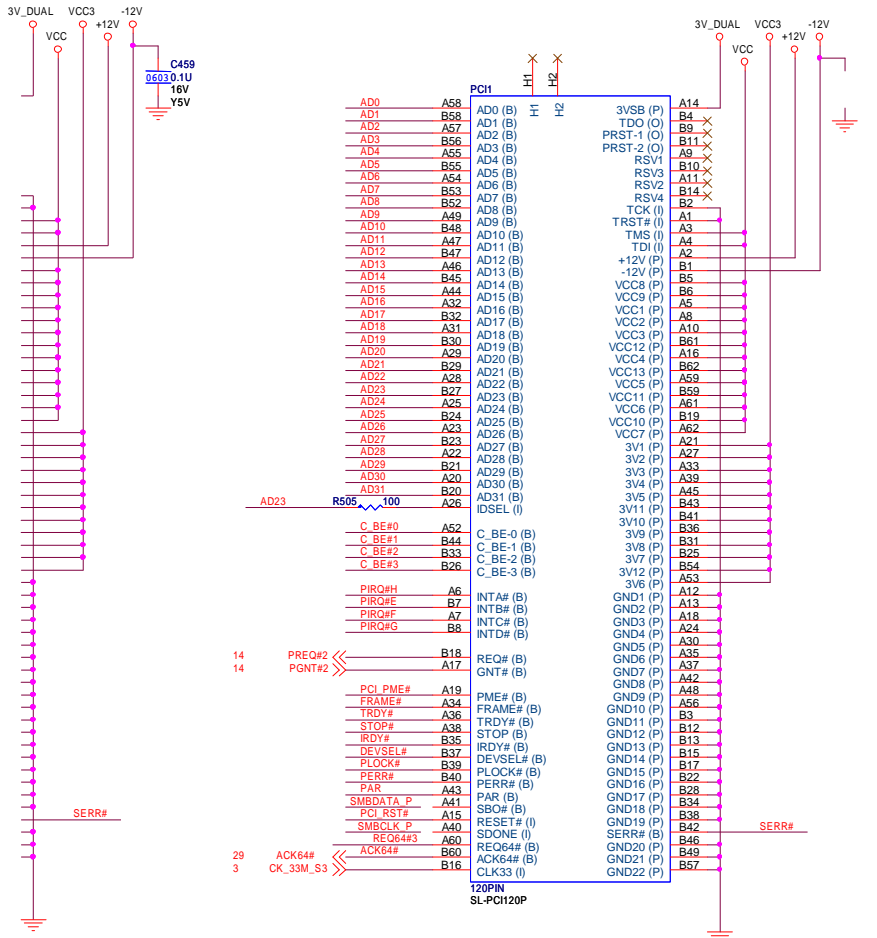 3V_DUAL
VCC3
-12V
VCC
+12V
C459
0603 0.1U
16V
Y5V
3V_DUAL
VCC3
-12V
VCC
+12V
H1
H2
H1
H2
PCI1
AD0 A58 AD0 (B)
AD1 B58 AD1 (B)
AD2 A57 AD2 (B)
AD3 B56 AD3 (B)
AD4 A55 AD4 (B)
AD5 B55 AD5 (B)
AD6 A54 AD6 (B)
AD7 B53 AD7 (B)
AD8 B52 AD8 (B)
AD9 A49 AD9 (B)
AD10 B48 AD10 (B)
AD11 A47 AD11 (B)
AD12 B47 AD12 (B)
AD13 A46 AD13 (B)
AD14 B45 AD14 (B)
AD15 A44 AD15 (B)
AD16 A32 AD16 (B)
AD17 B32 AD17 (B)
AD18 A31 AD18 (B)
AD19 B30 AD19 (B)
AD20 A29 AD20 (B)
AD21 B29 AD21 (B)
AD22 A28 AD22 (B)
AD23 B27 AD23 (B)
AD24 A25 AD24 (B)
AD25 B24 AD25 (B)
AD26 A23 AD26 (B)
AD27 B23 AD27 (B)
AD28 A22 AD28 (B)
AD29 B21 AD29 (B)
AD30 A20 AD30 (B)
AD31 B20 AD31 (B)
AD23 R505 100 A26 IDSEL (I)
C_BE#0 A52 C_BE-0 (B)
C_BE#1 B44 C_BE-1 (B)
C_BE#2 B33 C_BE-2 (B)
C_BE#3 B26 C_BE-3 (B)
PIRQ#H A6 INTA# (B)
PIRQ#E B7 INTB# (B)
PIRQ#F A7 INTC# (B)
PIRQ#G B8 INTD# (B)
14 PREQ#2 B18 REQ# (B)
14 PGNT#2 A17 GNT# (B)
PCI_PME# A19 PME# (B)
FRAME# A34 FRAME# (B)
TRDY# A36 TRDY# (B)
STOP# A38 STOP (B)
IRDY# B35 IRDY# (B)
DEVSEL# B37 DEVSEL# (B)
PLOCK# B39 PLOCK# (B)
PERR# B40 PERR# (B)
PAR A43 PAR (B)
SMBDATA_P A41 SBO# (B)
PCI_RST# A15 RESET# (I)
SMBCLK_P A40 SDONE (I)
REQ64#3 A60 REQ64# (B)
29 ACK64# ACK64# B60 ACK64# (B)
3 CK_33M_S3 B16 CLK33 (I)
3VSB (P) A14
TDO (O) B4
PRST-1 (O) B9
PRST-2 (O) B11
RSV1 A9
RSV3 B10
RSV2 A11
RSV4 B14
TCK (I) B2
TRST# (I) A1
TMS (I) A3
TDI (I) A4
+12V (P) A2
-12V (P) B1
VCC8 (P) B5
VCC9 (P) B6
VCC1 (P) A5
VCC2 (P) A8
VCC3 (P) A10
VCC12 (P) B61
VCC4 (P) A16
VCC13 (P) B62
VCC5 (P) A59
VCC11 (P) B59
VCC6 (P) A61
VCC10 (P) B19
VCC7 (P) A62
3V1 (P) A21
3V2 (P) A27
3V3 (P) A33
3V4 (P) A39
3V5 (P) A45
3V11 (P) B43
3V10 (P) B41
3V9 (P) B36
3V8 (P) B31
3V7 (P) B25
3V12 (P) B54
3V6 (P) A53
GND1 (P) A12
GND2 (P) A13
GND3 (P) A18
GND4 (P) A24
GND5 (P) A30
GND6 (P) A35
GND7 (P) A37
GND8 (P) A42
GND9 (P) A48
GND10 (P) A56
GND11 (P) B3
GND12 (P) B12
GND13 (P) B13
GND14 (P) B15
GND15 (P) B17
GND16 (P) B22
GND17 (P) B28
GND18 (P) B34
GND19 (P) B38
SERR# (B) B42 SERR#
GND20 (P) B46
GND21 (P) B49
GND22 (P) B57
SERR#
120PIN
SL-PCI120P